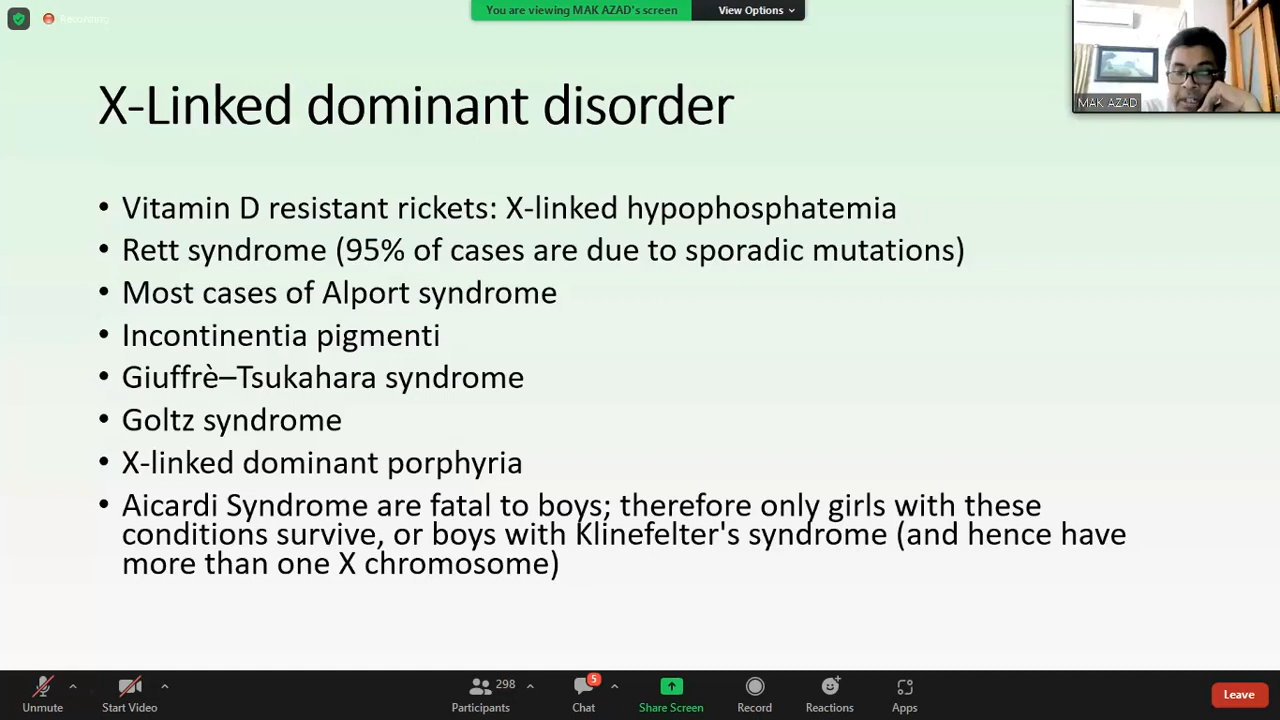 Recording
You are viewing MAK AZAD's screen
View Options
MAK AZAD
X-Linked dominant disorder
• Vitamin D resistant rickets: X-linked hypophosphatemia
• Rett syndrome (95% of cases are due to sporadic mutations)
• Most cases of Alport syndrome
• Incontinentia pigmenti
• Giuffrè–Tsukahara syndrome
• Goltz syndrome
• X-linked dominant porphyria
• Aicardi Syndrome are fatal to boys; therefore only girls with these
conditions survive, or boys with Klinefelter's syndrome (and hence have
more than one X chromosome)
Unmute
Start Video
298
Participants
5
Chat
Share Screen
Record
Reactions
Apps
Leave